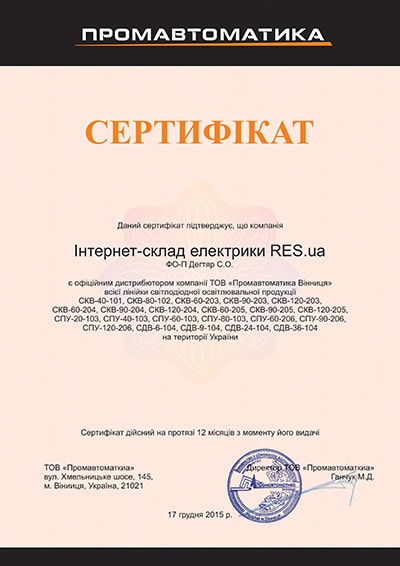 ПРОМАВТОМАТИКА
СЕРТИФІКАТ
Даний сертифікат підтверджує, що компанія
Інтернет-склад електрики RES.ua
ФО-П Дегтяр С.О.
є офіційним дистрибютором компанії ТОВ «Промавтоматика Вінниця»
всієї лінійки світлодіодної освітлювальної продукції
СКВ-40-101, СКВ-80-102, СКВ-60-203, СКВ-90-203, СКВ-120-203,
СКВ-60-204, СКВ-90-204, СКВ-120-204, СКВ-60-205, СКВ-90-205, СКВ-120-205,
СПУ-20-103, СПУ-40-103, СПУ-60-103, СПУ-80-103, СПУ-60-206, СПУ-90-206,
СПУ-120-206, СДВ-6-104, СДВ-9-104, СДВ-24-104, СДВ-36-104
на території України
Сертифікат дійсний на протязі 12 місяців з моменту його видачі
ТОВ «Промавтоматкиа»
вул. Хмельницьке шосе, 145,
м. Вінииця, Україна, 21021
Директор ТОВ «Промавтоматкиа»
Ганчук М.Д.
ПРОМАВТОМАТИКА
17 грудня 2015 р.